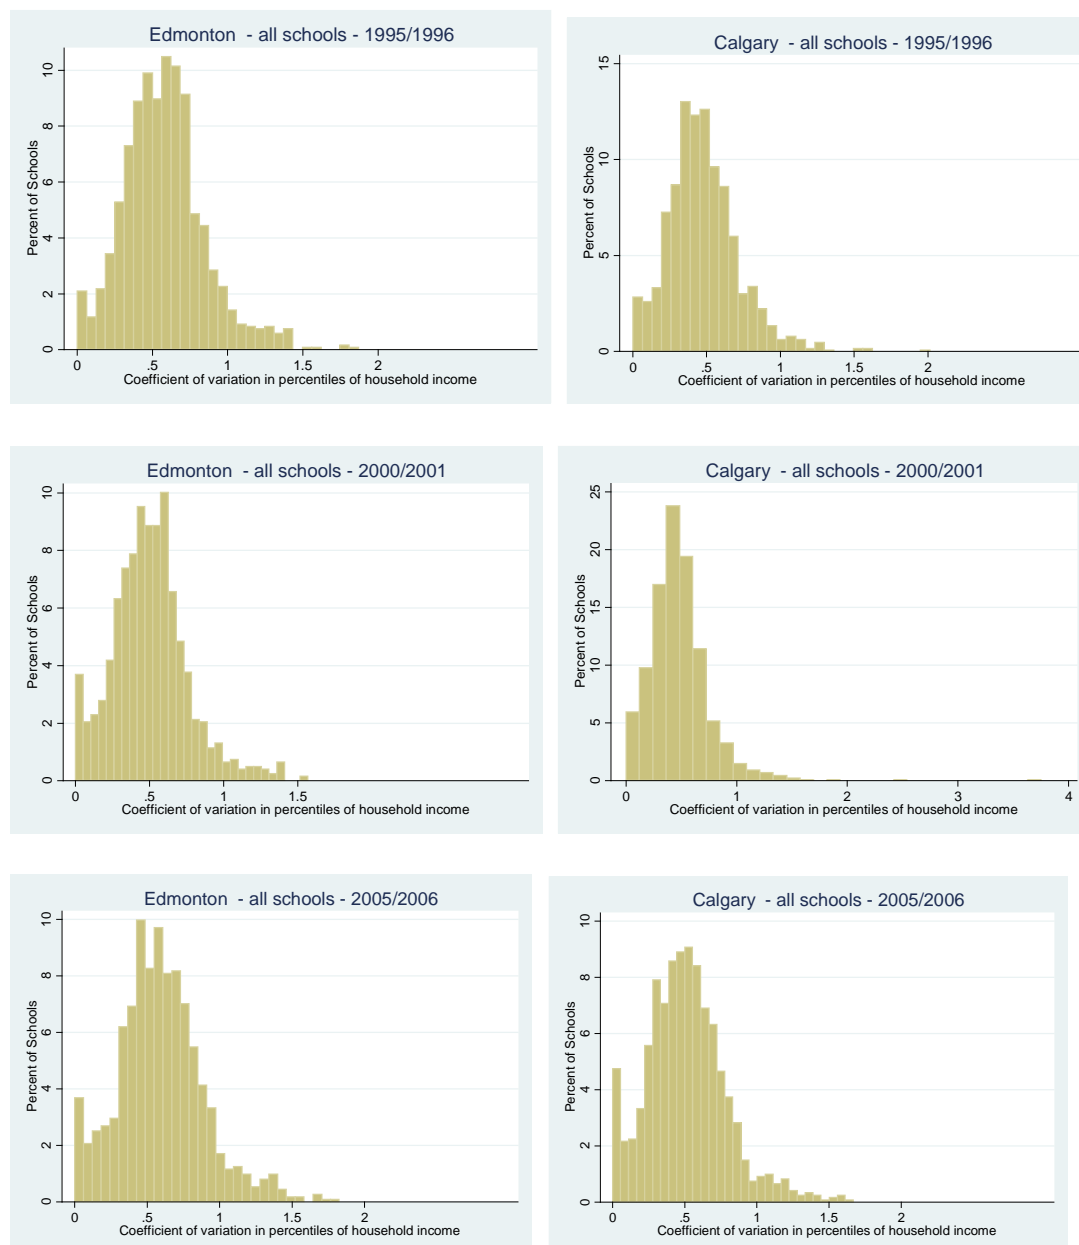 Edmonton  - all schools - 1995/1996
Percent of Schools
0
2
4
6
8
10
0 .5 1 1.5 2
Coefficient of variation in percentiles of household income
Calgary  - all schools - 1995/1996
Percent of Schools
0
5
10
15
0 .5 1 1.5 2
Coefficient of variation in percentiles of household income
Edmonton  - all schools - 2000/2001
Percent of Schools
0
2
4
6
8
10
0 .5 1 1.5
Coefficient of variation in percentiles of household income
Calgary  - all schools - 2000/2001
Percent of Schools
0
5
10
15
20
25
0 1 2 3 4
Coefficient of variation in percentiles of household income
Edmonton  - all schools - 2005/2006
Percent of Schools
0
2
4
6
8
10
0 .5 1 1.5 2
Coefficient of variation in percentiles of household income
Calgary  - all schools - 2005/2006
Percent of Schools
0
2
4
6
8
10
0 .5 1 1.5 2
Coefficient of variation in percentiles of household income